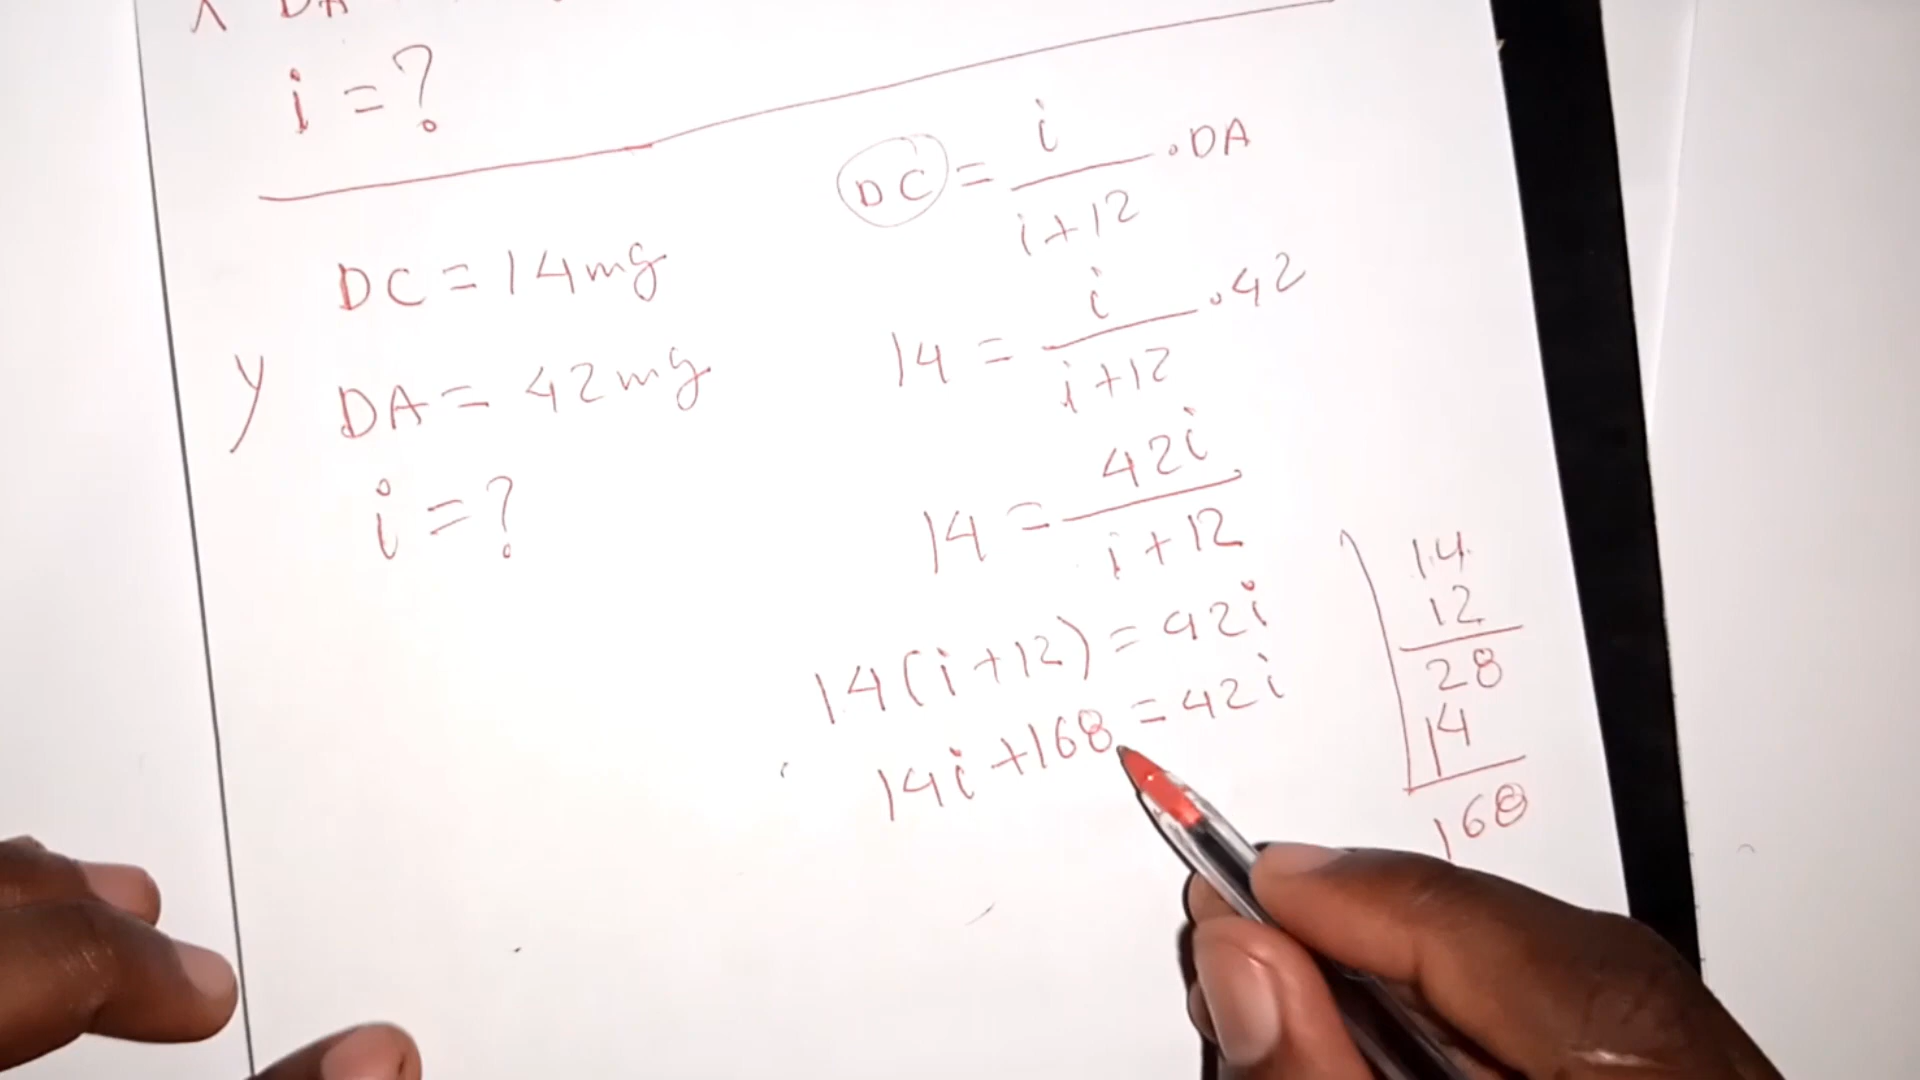 i = ?
DC = 14mg
y
DA = 42mg
i = ?
DC = i / i+12 . DA
14 = i / i+12 . 42
14 = 42i / i+12
14(i+12) = 42i
14i+168 = 42i
14
12
28
14
168